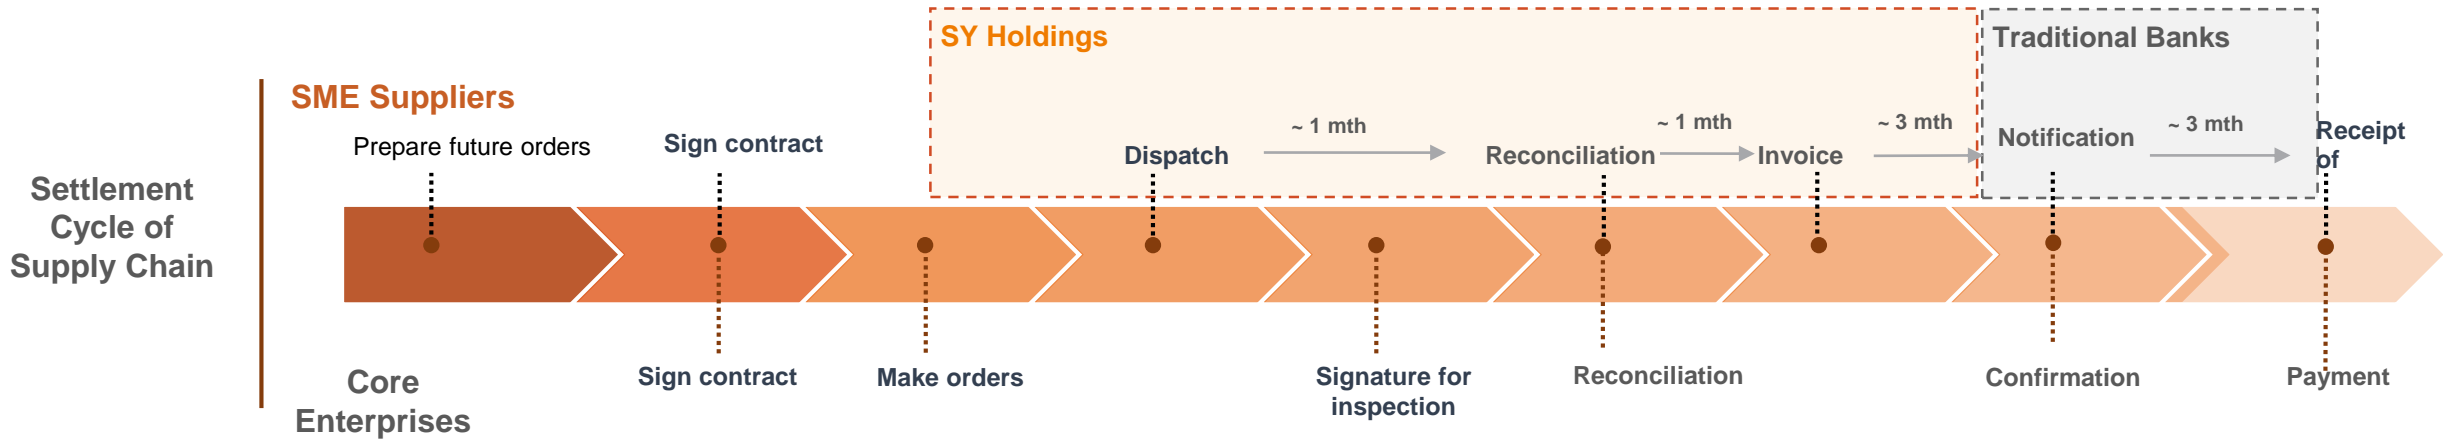 SY Holdings
Traditional Banks
SME Suppliers
Prepare future orders
Sign contract
Dispatch
~ 1 mth
Reconciliation
~ 1 mth
Invoice
~ 3 mth
Notification
~ 3 mth
Receipt
of
Settlement
Cycle of
Supply Chain
Core
Enterprises
Sign contract
Make orders
Signature for
inspection
Reconciliation
Confirmation
Payment